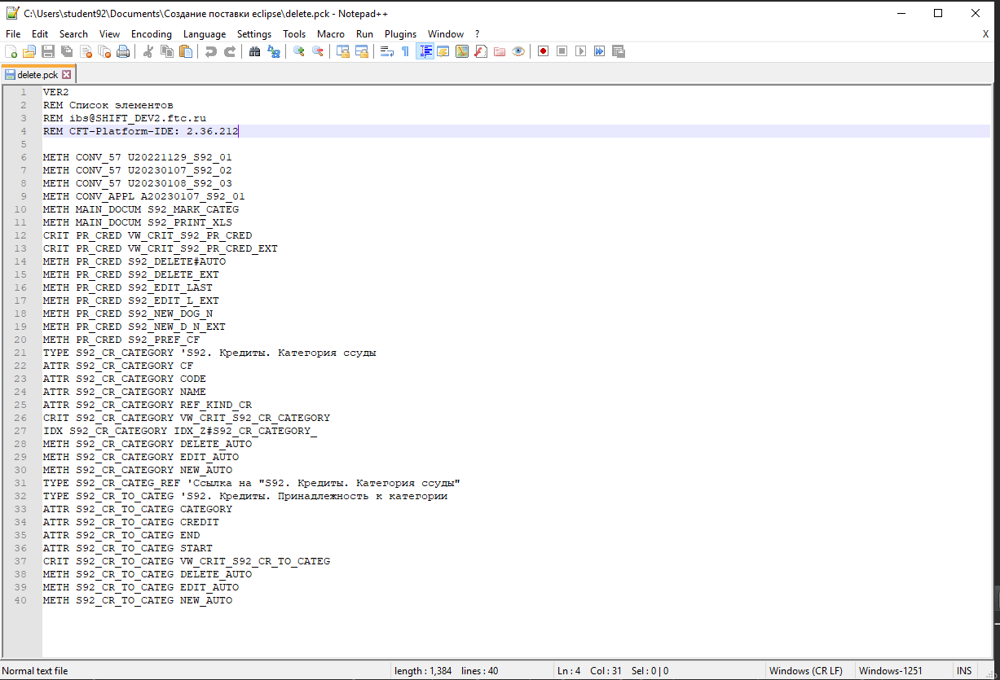 C:\Users\student92\Documents\Создание поставки eclipse\delete.pck - Notepad++
File Edit Search View Encoding Language Settings Tools Macro Run Plugins Window ? X
delete.pck
1 VER2
2 REM Список элементов
3 REM ibs@SHIFT_DEV2.ftc.ru
4 REM CFT-Platform-IDE: 2.36.212
5
6 METH CONV_57 U20221129_S92_01
7 METH CONV_57 U20230107_S92_02
8 METH CONV_57 U20230108_S92_03
9 METH CONV_APPL A20230107_S92_01
10 METH MAIN_DOCUM S92_MARK_CATEG
11 METH MAIN_DOCUM S92_PRINT_XLS
12 CRIT PR_CRED VW_CRIT_S92_PR_CRED
13 CRIT PR_CRED VW_CRIT_S92_PR_CRED_EXT
14 METH PR_CRED S92_DELETE#AUTO
15 METH PR_CRED S92_DELETE_EXT
16 METH PR_CRED S92_EDIT_LAST
17 METH PR_CRED S92_EDIT_L_EXT
18 METH PR_CRED S92_NEW_DOG_N
19 METH PR_CRED S92_NEW_D_N_EXT
20 METH PR_CRED S92_PREF_CF
21 TYPE S92_CR_CATEGORY 'S92. Кредиты. Категория ссуды
22 ATTR S92_CR_CATEGORY CF
23 ATTR S92_CR_CATEGORY CODE
24 ATTR S92_CR_CATEGORY NAME
25 ATTR S92_CR_CATEGORY REF_KIND_CR
26 CRIT S92_CR_CATEGORY VW_CRIT_S92_CR_CATEGORY
27 IDX S92_CR_CATEGORY IDX_Z#S92_CR_CATEGORY_
28 METH S92_CR_CATEGORY DELETE_AUTO
29 METH S92_CR_CATEGORY EDIT_AUTO
30 METH S92_CR_CATEGORY NEW_AUTO
31 TYPE S92_CR_CATEG_REF 'Ссылка на "S92. Кредиты. Категория ссуды"
32 TYPE S92_CR_TO_CATEG 'S92. Кредиты. Принадлежность к категории
33 ATTR S92_CR_TO_CATEG CATEGORY
34 ATTR S92_CR_TO_CATEG CREDIT
35 ATTR S92_CR_TO_CATEG END
36 ATTR S92_CR_TO_CATEG START
37 CRIT S92_CR_TO_CATEG VW_CRIT_S92_CR_TO_CATEG
38 METH S92_CR_TO_CATEG DELETE_AUTO
39 METH S92_CR_TO_CATEG EDIT_AUTO
40 METH S92_CR_TO_CATEG NEW_AUTO
Normal text file length : 1,384 lines : 40 Ln : 4 Col : 31 Sel : 0 | 0 Windows (CR LF) Windows-1251 INS